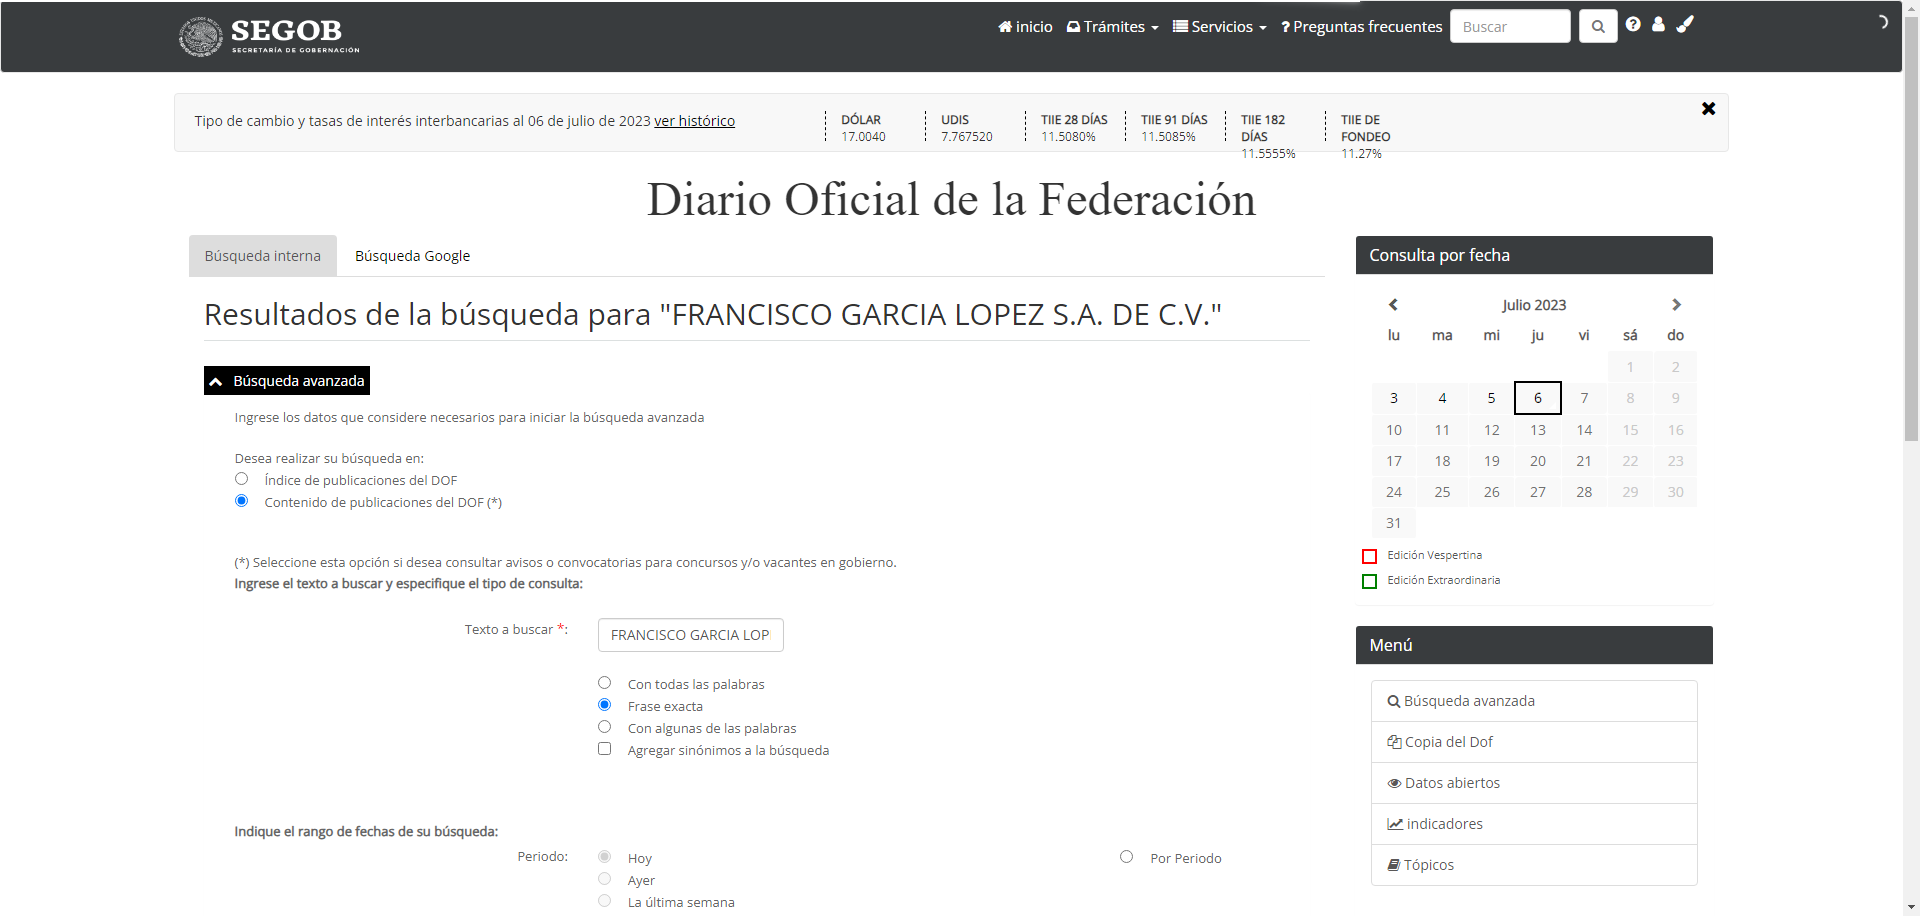 SEGOB
SECRETARÍA DE GOBERNACIÓN
inicio
Trámites
Servicios
? Preguntas frecuentes
Buscar
Tipo de cambio y tasas de interés interbancarias al 06 de julio de 2023 ver histórico
DÓLAR
17.0040
UDIS
7.767520
TIIE 28 DÍAS
11.5080%
TIIE 91 DÍAS
11.5085%
TIIE 182
DÍAS
11.5555%
TIIE DE
FONDEO
11.27%
Diario Oficial de la Federación
Búsqueda interna
Búsqueda Google
Resultados de la búsqueda para "FRANCISCO GARCIA LOPEZ S.A. DE C.V."
Búsqueda avanzada
Ingrese los datos que considere necesarios para iniciar la búsqueda avanzada
Desea realizar su búsqueda en:
Índice de publicaciones del DOF
Contenido de publicaciones del DOF (*)
(*) Seleccione esta opción si desea consultar avisos o convocatorias para concursos y/o vacantes en gobierno.
Ingrese el texto a buscar y especifique el tipo de consulta:
Texto a buscar *:
FRANCISCO GARCIA LOP
Con todas las palabras
Frase exacta
Con algunas de las palabras
Agregar sinónimos a la búsqueda
Indique el rango de fechas de su búsqueda:
Periodo:
Hoy
Por Periodo
Ayer
La última semana
Consulta por fecha
Julio 2023
lu ma mi ju vi sá do
1 2
3 4 5 6 7 8 9
10 11 12 13 14 15 16
17 18 19 20 21 22 23
24 25 26 27 28 29 30
31
Edición Vespertina
Edición Extraordinaria
Menú
Búsqueda avanzada
Copia del Dof
Datos abiertos
indicadores
Tópicos